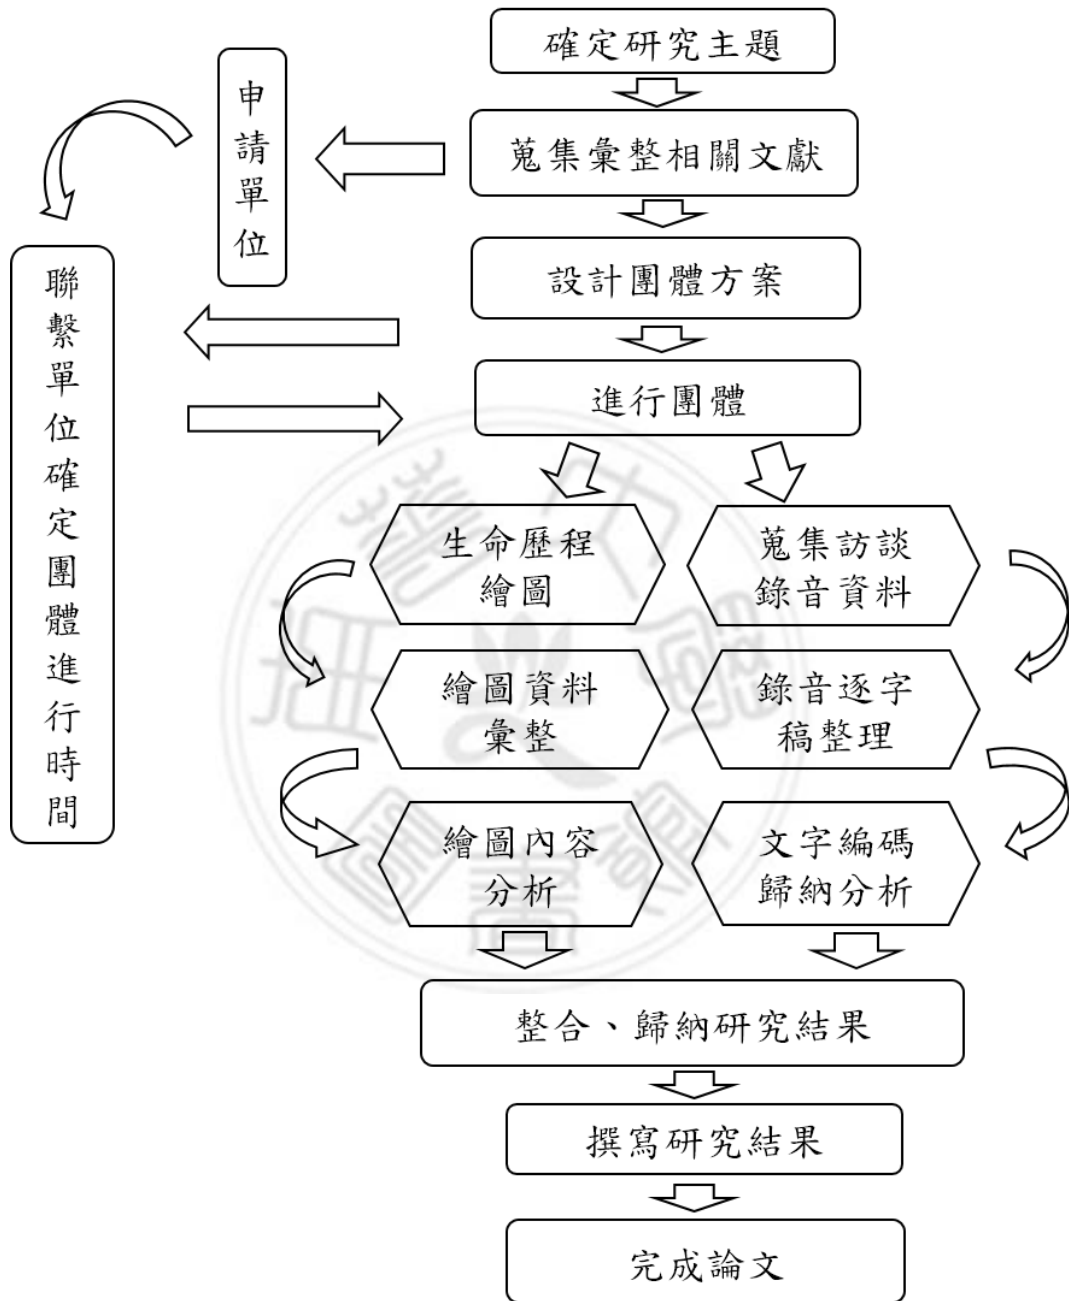 確定研究主題
申請單位
蒐集彙整相關文獻
設計團體方案
聯繫單位確定團體進行時間
進行團體
生命歷程
繪圖
蒐集訪談
錄音資料
繪圖資料
彙整
錄音逐字
稿整理
繪圖內容
分析
文字編碼
歸納分析
整合、歸納研究結果
撰寫研究結果
完成論文